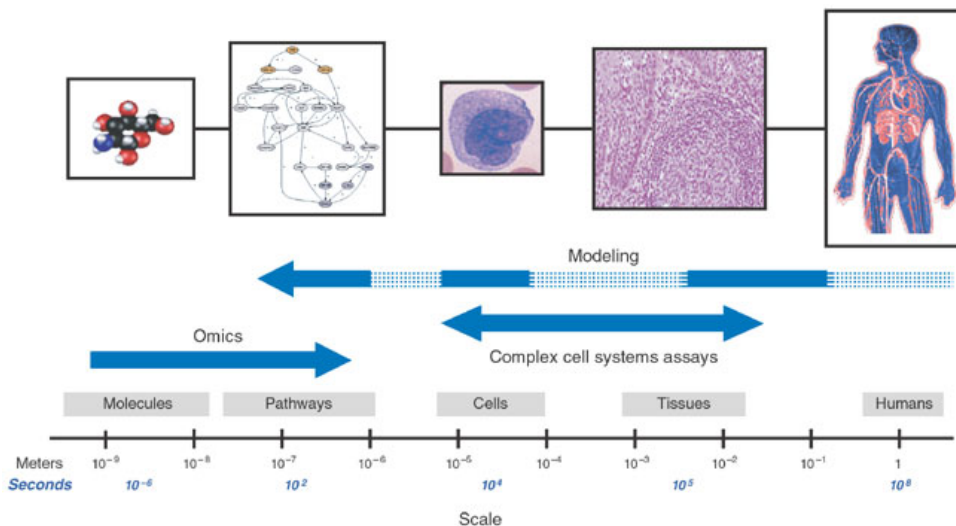 Modeling
Omics
Complex cell systems assays
Molecules Pathways Cells Tissues Humans
Meters 10⁻⁹ 10⁻⁸ 10⁻⁷ 10⁻⁶ 10⁻⁵ 10⁻⁴ 10⁻³ 10⁻² 10⁻¹ 1
Seconds 10⁻⁶ 10² 10⁴ 10⁵ 10⁸
Scale